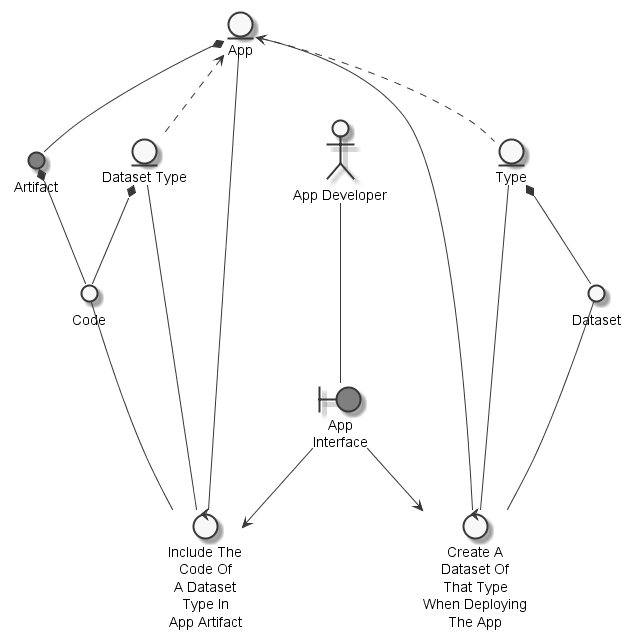 App
Artifact
Dataset Type
App Developer
Type
Code
Dataset
App
Interface
Include The
Code Of
A Dataset
Type In
App Artifact
Create A
Dataset Of
That Type
When Deploying
The App